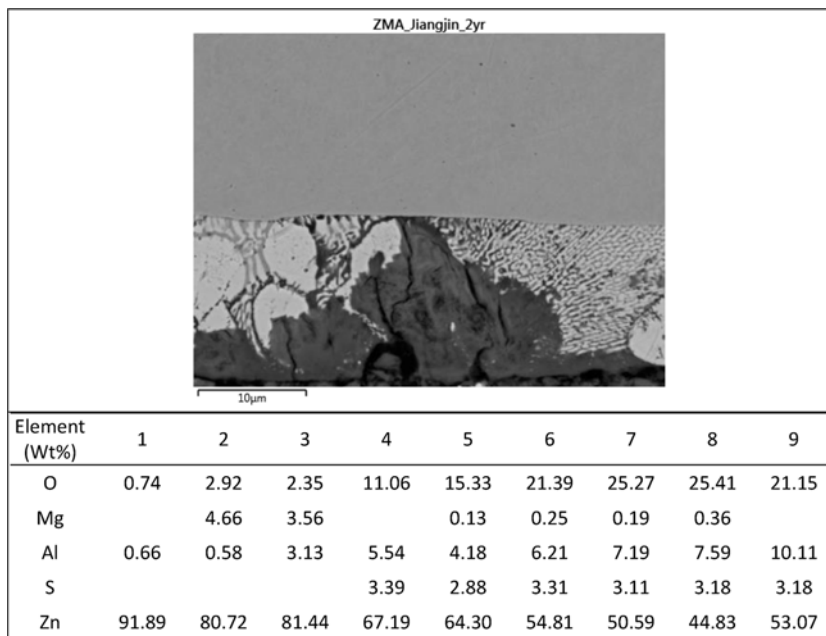 ZMA_Jiangjin_2yr
10μm
Element (Wt%) 1 2 3 4 5 6 7 8 9
O 0.74 2.92 2.35 11.06 15.33 21.39 25.27 25.41 21.15
Mg 4.66 3.56 0.13 0.25 0.19 0.36
Al 0.66 0.58 3.13 5.54 4.18 6.21 7.19 7.59 10.11
S 3.39 2.88 3.31 3.11 3.18 3.18
Zn 91.89 80.72 81.44 67.19 64.30 54.81 50.59 44.83 53.07